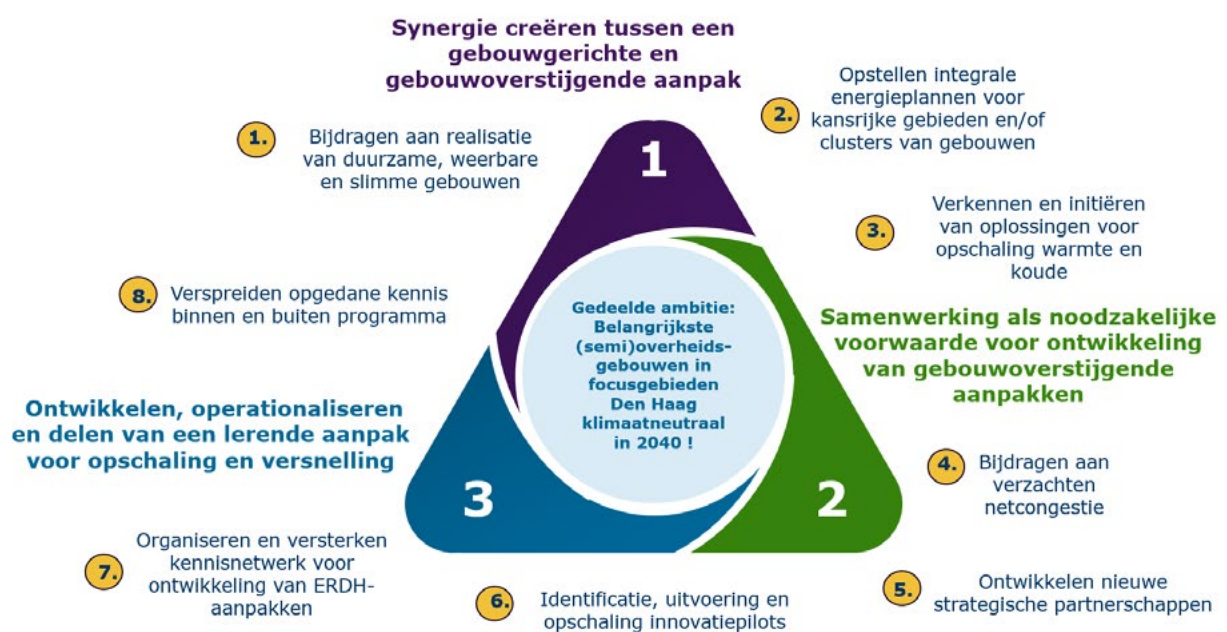 Synergie creëren tussen een
gebouwgerichte en
gebouwoverstijgende aanpak
1.
Bijdragen aan realisatie
van duurzame, weerbare
en slimme gebouwen
2.
Opstellen integrale
energieplannen voor
kansrijke gebieden en/of
clusters van gebouwen
1
3.
Verkennen en initiëren
van oplossingen voor
opschaling warmte en
koude
8.
Verspreiden opgedane kennis
binnen en buiten programma
Gedeelde ambitie:
Belangrijkste
(semi)overheids-
gebouwen in
focusgebieden
Den Haag
klimaatneutraal
in 2040 !
Samenwerking als noodzakelijke
voorwaarde voor ontwikkeling
van gebouwoverstijgende
aanpakken
Ontwikkelen, operationaliseren
en delen van een lerende aanpak
voor opschaling en versnelling
3
2
4.
Bijdragen aan
verzachten
netcongestie
7.
Organiseren en versterken
kennisnetwerk voor
ontwikkeling van ERDH-
aanpakken
6.
Identificatie, uitvoering en
opschaling innovatiepilots
5.
Ontwikkelen nieuwe
strategische partnerschappen